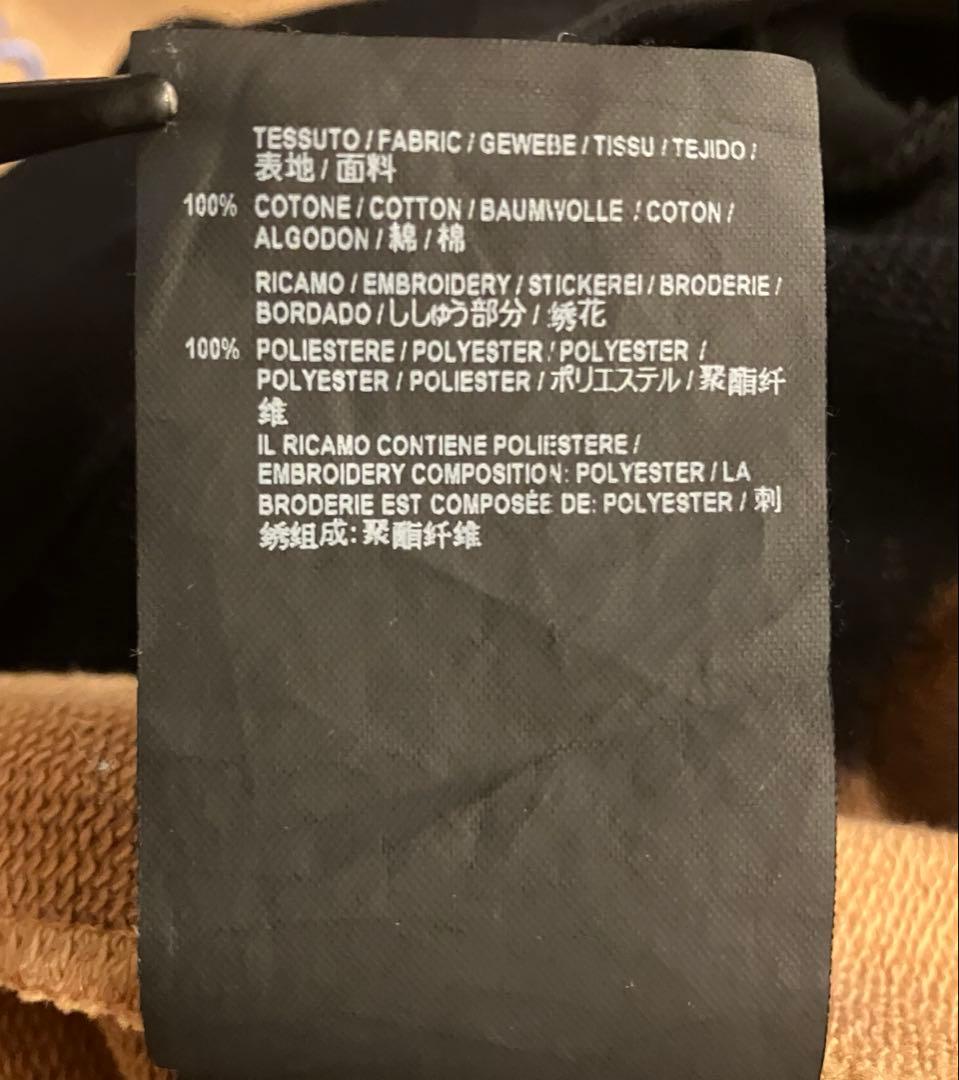 TESSUTO / FABRIC / GEWEBE / TISSU / TEJIDO /
表地 / 面料
100% COTONE / COTTON / BAUMWOLLE / COTON /
ALGODON / 綿 / 棉
RICAMO / EMBROIDERY / STICKEREI / BRODERIE /
BORDADO / ししゅう部分 / 绣花
100% POLIESTERE / POLYESTER / POLYESTER /
POLYESTER / POLIESTER / ポリエステル / 聚酯纤
维
IL RICAMO CONTIENE POLIESTERE /
EMBROIDERY COMPOSITION: POLYESTER / LA
BRODERIE EST COMPOSÉE DE: POLYESTER / 刺
绣组成: 聚酯纤维